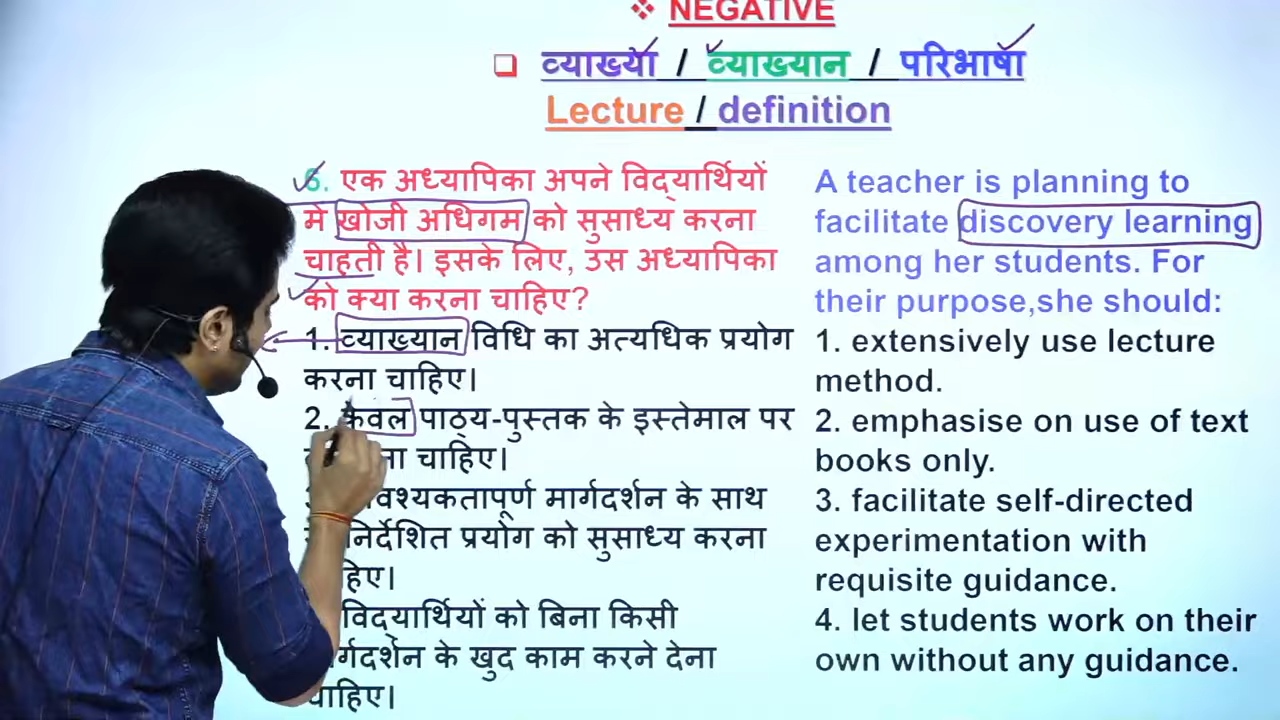 ❖ NEGATIVE
❑ व्याख्या / व्याख्यान / परिभाषा
Lecture / definition
6. एक अध्यापिका अपने विद्यार्थियों
में खोजी अधिगम को सुसाध्य करना
चाहती है। इसके लिए, उस अध्यापिका
को क्या करना चाहिए?
1. व्याख्यान विधि का अत्यधिक प्रयोग
करना चाहिए।
2. केवल पाठ्य-पुस्तक के इस्तेमाल पर
चाहिए।
मार्गदर्शन के साथ
प्रयोग को सुसाध्य करना
विद्यार्थियों को बिना किसी
के खुद काम करने देना
A teacher is planning to
facilitate discovery learning
among her students. For
their purpose,she should:
1. extensively use lecture
method.
2. emphasise on use of text
books only.
3. facilitate self-directed
experimentation with
requisite guidance.
4. let students work on their
own without any guidance.